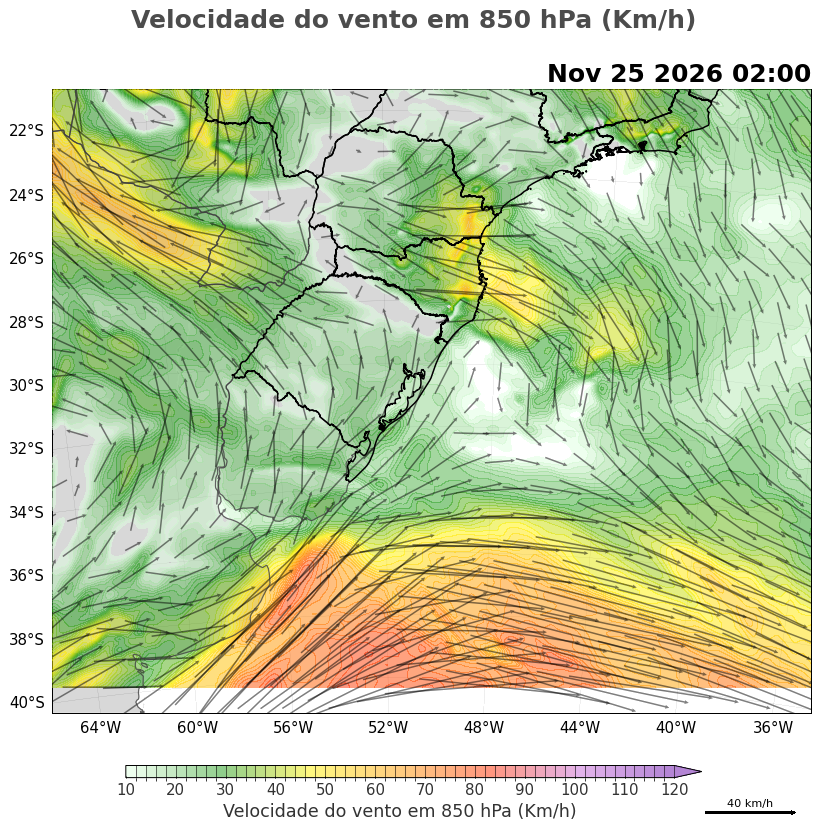 Velocidade do vento em 850 hPa (Km/h)
Nov 25 2026 02:00
22°S
24°S
26°S
28°S
30°S
32°S
34°S
36°S
38°S
40°S
64°W 60°W 56°W 52°W 48°W 44°W 40°W 36°W
10 20 30 40 50 60 70 80 90 100 110 120
Velocidade do vento em 850 hPa (Km/h)
40 km/h